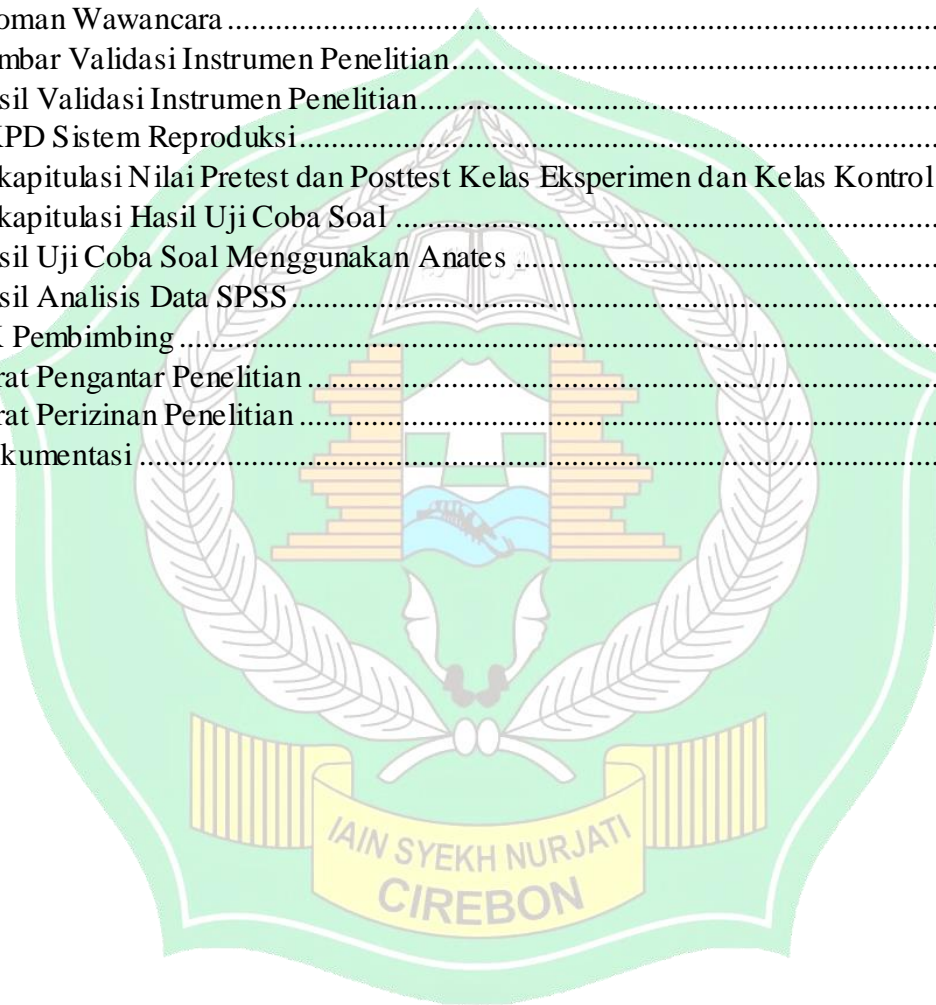 oman Wawancara ........................................................................................
mbar Validasi Instrumen Penelitian............................................................
sil Validasi Instrumen Penelitian.................................................................
KPD Sistem Reproduksi................................................................................
kapitulasi Nilai Pretest dan Posttest Kelas Eksperimen dan Kelas Kontrol
kapitulasi Hasil Uji Coba Soal ....................................................................
sil Uji Coba Soal Menggunakan Anates .....................................................
sil Analisis Data SPSS..................................................................................
K Pembimbing ..............................................................................................
rat Pengantar Penelitian ..............................................................................
rat Perizinan Penelitian ................................................................................
kumentasi ......................................................................................................
IAIN SYEKH NURJATI
CIREBON